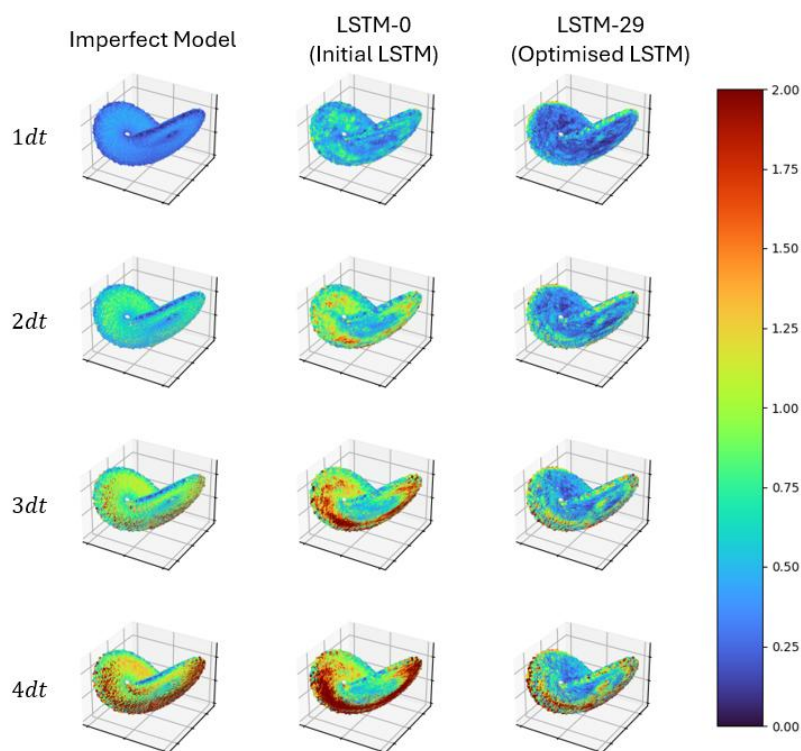 Imperfect Model
LSTM-0
(Initial LSTM)
LSTM-29
(Optimised LSTM)
1dt
2dt
3dt
4dt
2.00
1.75
1.50
1.25
1.00
0.75
0.50
0.25
0.00